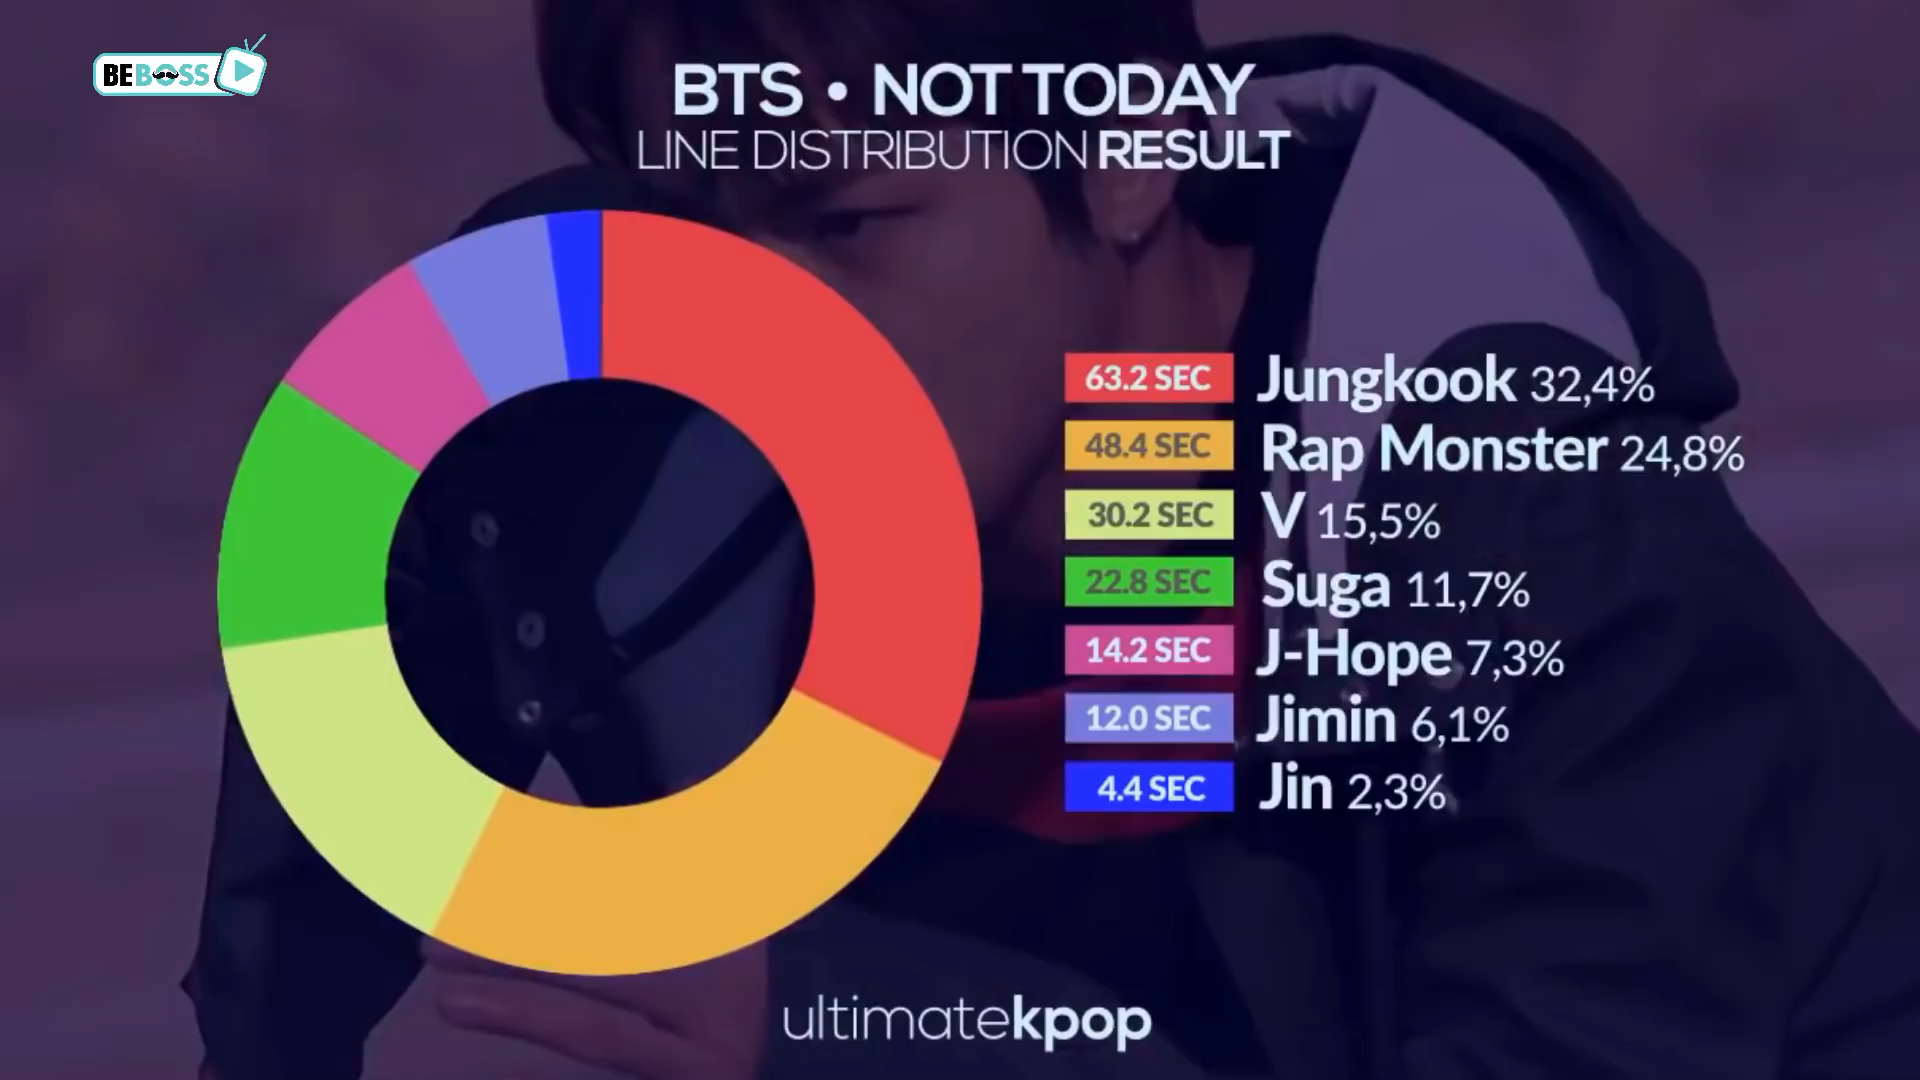 BEBOSS
BTS • NOT TODAY
LINE DISTRIBUTION RESULT
63.2 SEC Jungkook 32,4%
48.4 SEC Rap Monster 24,8%
30.2 SEC V 15,5%
22.8 SEC Suga 11,7%
14.2 SEC J-Hope 7,3%
12.0 SEC Jimin 6,1%
4.4 SEC Jin 2,3%
ultimatekpop